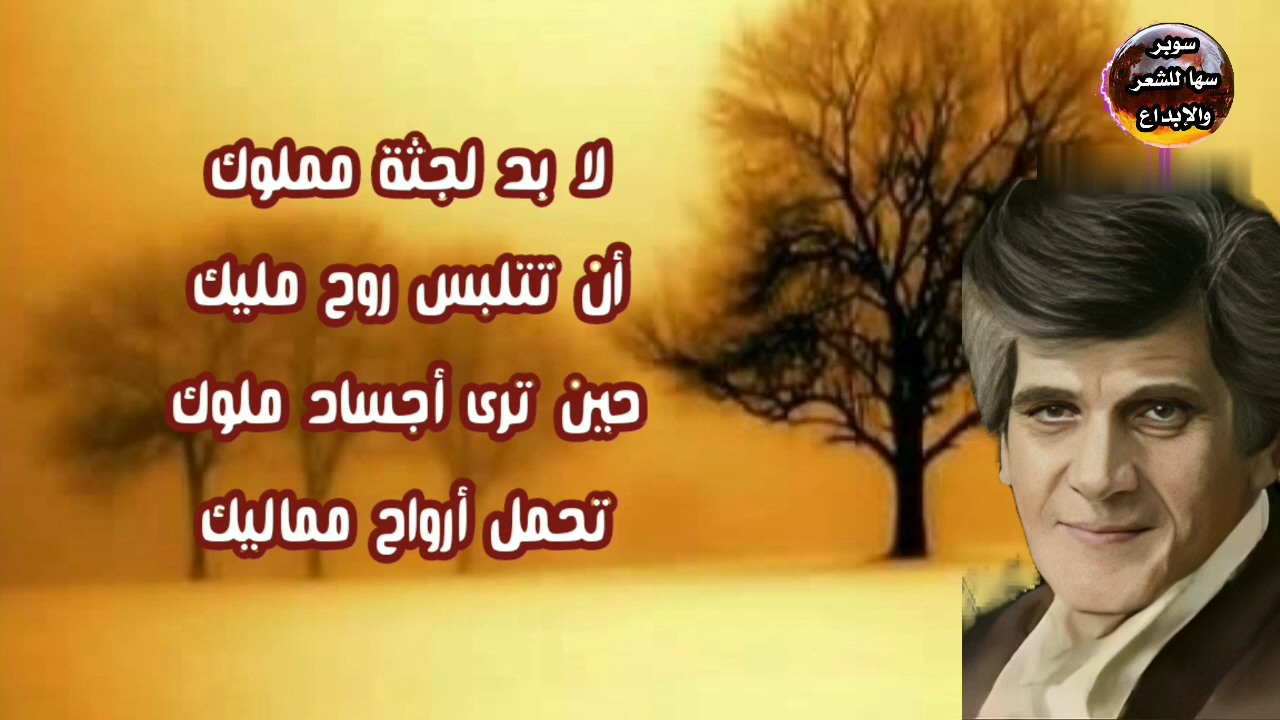 سوبر
سها للشعر
والإبداع
لا بد لجثة مملوك
أن تتلبس روح مليك
حين ترى أجساد ملوك
تحمل أرواح مماليك